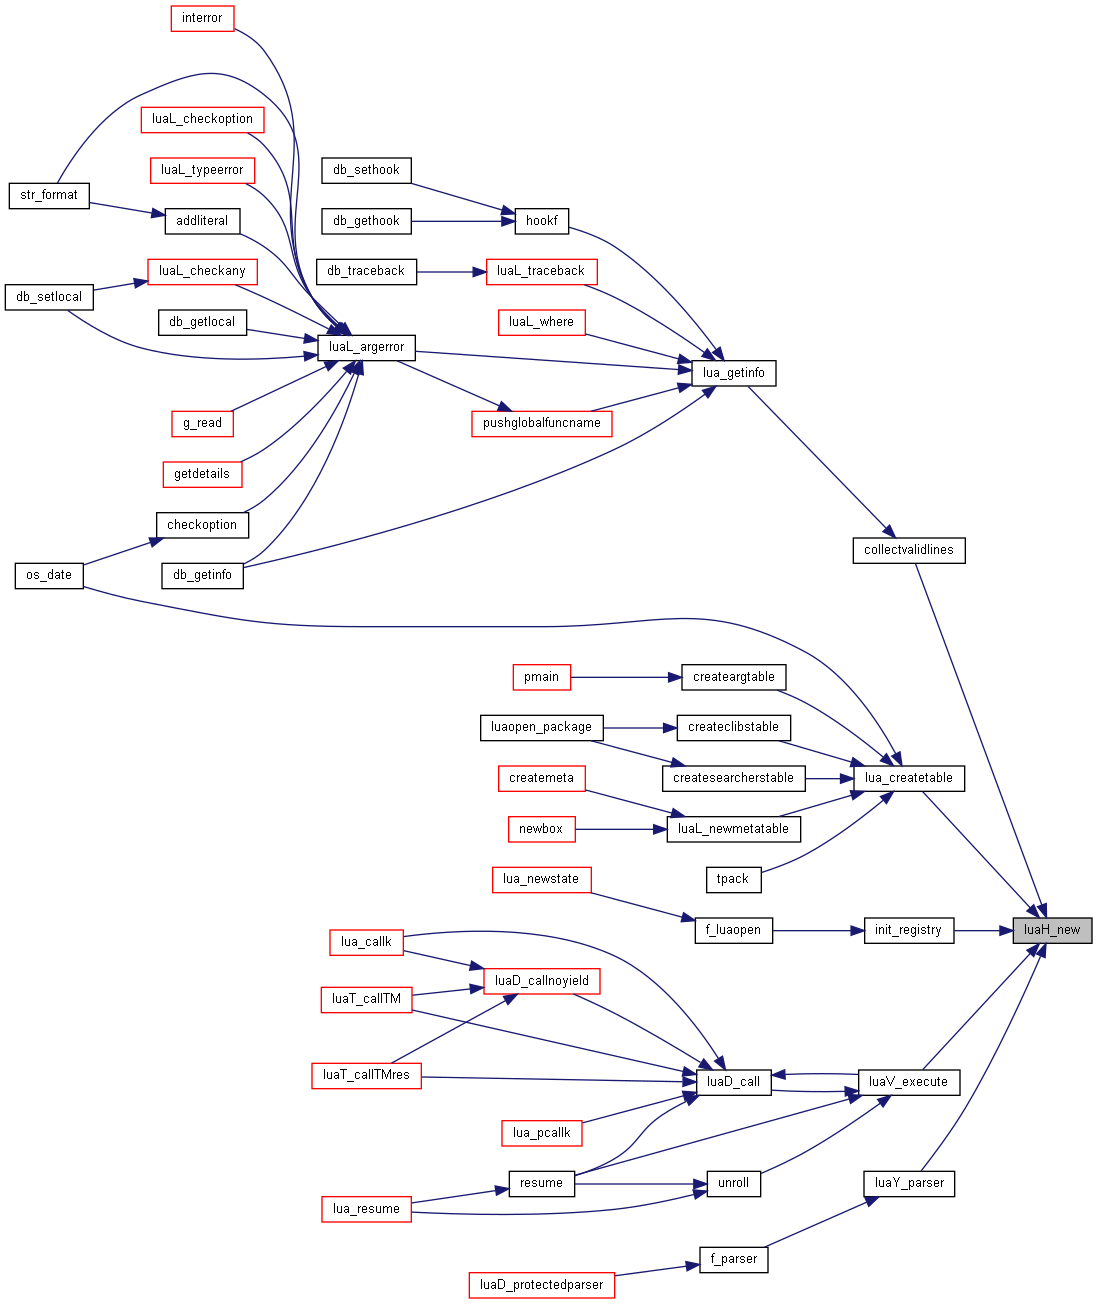 interror
luaL_checkoption
luaL_typeerror
db_sethook
str_format
addliteral
db_gethook
hookf
luaL_checkany
db_traceback
luaL_traceback
db_setlocal
db_getlocal
luaL_where
luaL_argerror
lua_getinfo
g_read
pushglobalfuncname
getdetails
checkoption
collectvalidlines
os_date
db_getinfo
pmain
createargtable
luaopen_package
createclibstable
createmeta
createsearcherstable
lua_createtable
newbox
luaL_newmetatable
lua_newstate
tpack
f_luaopen
init_registry
luaH_new
lua_callk
luaD_callnoyield
luaT_callTM
luaT_callTMres
luaD_call
luaV_execute
lua_pcallk
resume
unroll
luaY_parser
lua_resume
f_parser
luaD_protectedparser